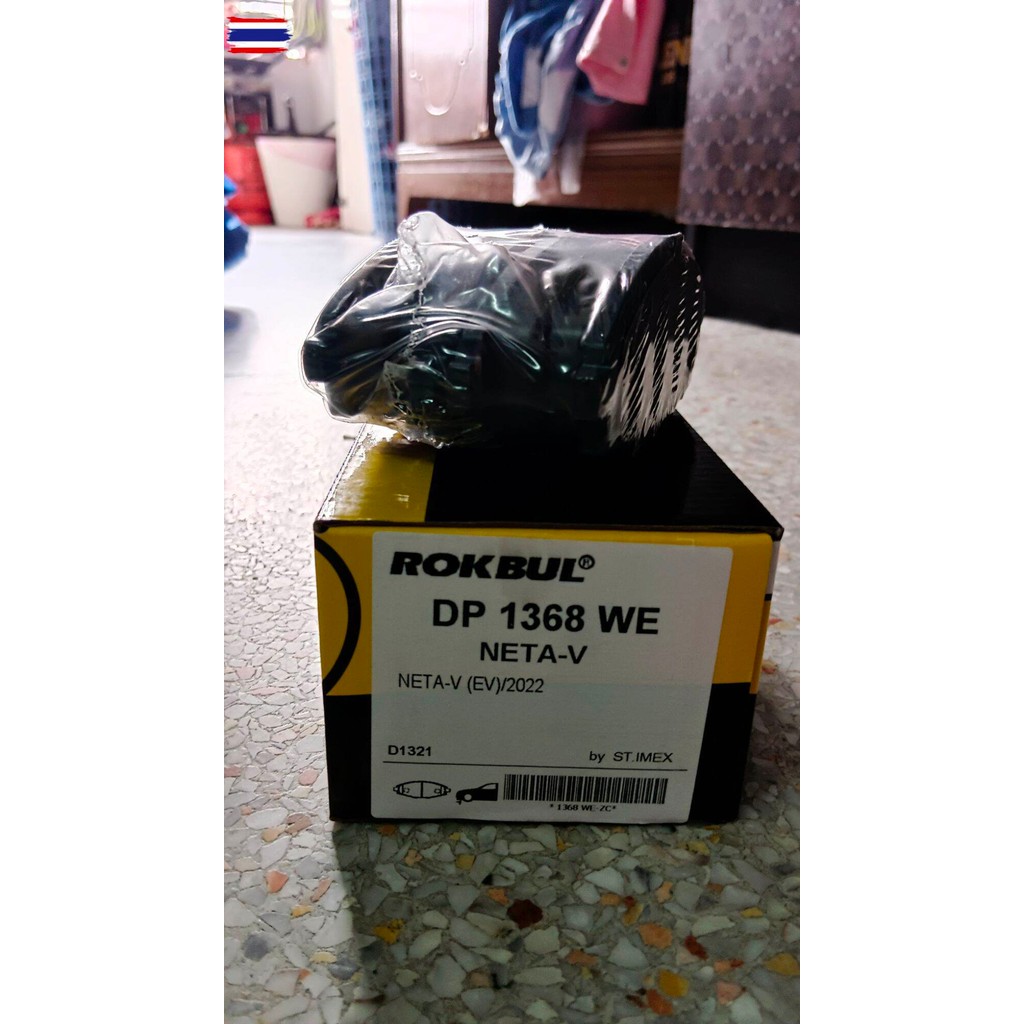 ROKBUL®
DP 1368 WE
NETA-V
NETA-V (EV)/2022
D1321
by ST.IMEX
* 1368 WE-ZC*